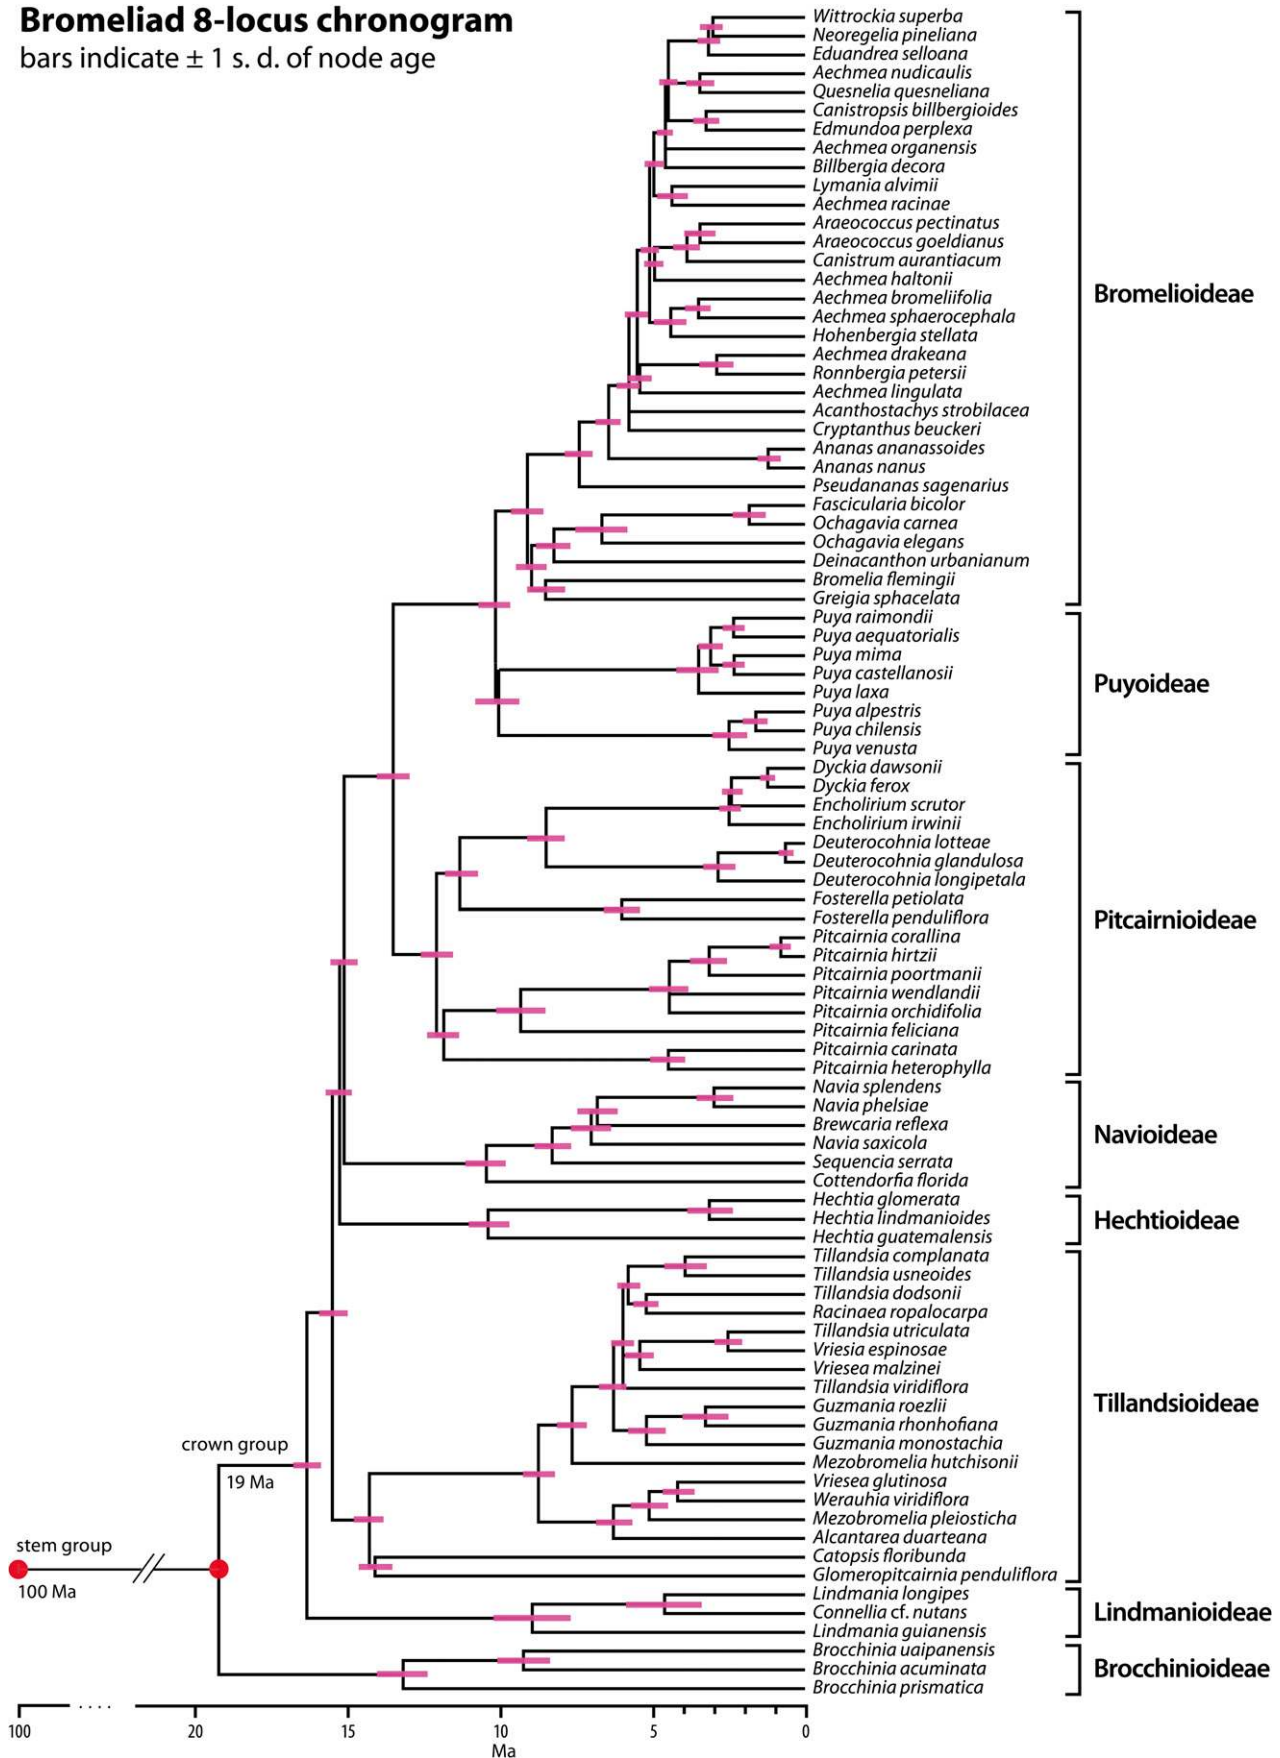 Bromeliad 8-locus chronogram
bars indicate ± 1 s. d. of node age
Wittrockia superba
Neoregelia pineliana
Eduandrea selloana
Aechmea nudicaulis
Quesnelia quesneliana
Canistropsis billbergioides
Edmundoa perplexa
Aechmea organensis
Billbergia decora
Lymania alvimii
Aechmea racinae
Araeococcus pectinatus
Araeococcus goeldianus
Canistrum aurantiacum
Aechmea haltonii
Aechmea bromeliifolia
Aechmea sphaerocephala
Hohenbergia stellata
Aechmea drakeana
Ronnbergia petersii
Aechmea lingulata
Acanthostachys strobilacea
Cryptanthus beuckeri
Ananas ananassoides
Ananas nanus
Pseudananas sagenarius
Fascicularia bicolor
Ochagavia carnea
Ochagavia elegans
Deinacanthon urbanianum
Bromelia flemingii
Greigia sphacelata
Bromelioideae
Puya raimondii
Puya aequatorialis
Puya mima
Puya castellanosii
Puya laxa
Puya alpestris
Puya chilensis
Puya venusta
Puyoideae
Dyckia dawsonii
Dyckia ferox
Encholirium scrutor
Encholirium irwinii
Deuterocohnia lotteae
Deuterocohnia glandulosa
Deuterocohnia longipetala
Fosterella petiolata
Fosterella penduliflora
Pitcairnia corallina
Pitcairnia hirtzii
Pitcairnia poortmanii
Pitcairnia wendlandii
Pitcairnia orchidifolia
Pitcairnia feliciana
Pitcairnia carinata
Pitcairnia heterophylla
Pitcairnioideae
Navia splendens
Navia phelsiae
Brewcaria reflexa
Navia saxicola
Sequencia serrata
Cottendorfia florida
Navioideae
Hechtia glomerata
Hechtia lindmanioides
Hechtia guatemalensis
Hechtioideae
Tillandsia complanata
Tillandsia usneoides
Tillandsia dodsonii
Racinaea ropalocarpa
Tillandsia utriculata
Vriesia espinosae
Vriesea malzinei
Tillandsia viridiflora
Guzmania roezlii
Guzmania rhonhofiana
Guzmania monostachia
Mezobromelia hutchisonii
Vriesea glutinosa
Werauhia viridiflora
Mezobromelia pleiosticha
Alcantarea duarteana
Catopsis floribunda
Glomeropitcairnia penduliflora
Tillandsioideae
Lindmania longipes
Connellia cf. nutans
Lindmania guianensis
Lindmanioideae
Brocchinia uaipanensis
Brocchinia acuminata
Brocchinia prismatica
Brocchinioideae
crown group
19 Ma
stem group
100 Ma
100 .... 20 15 10 5 0
Ma